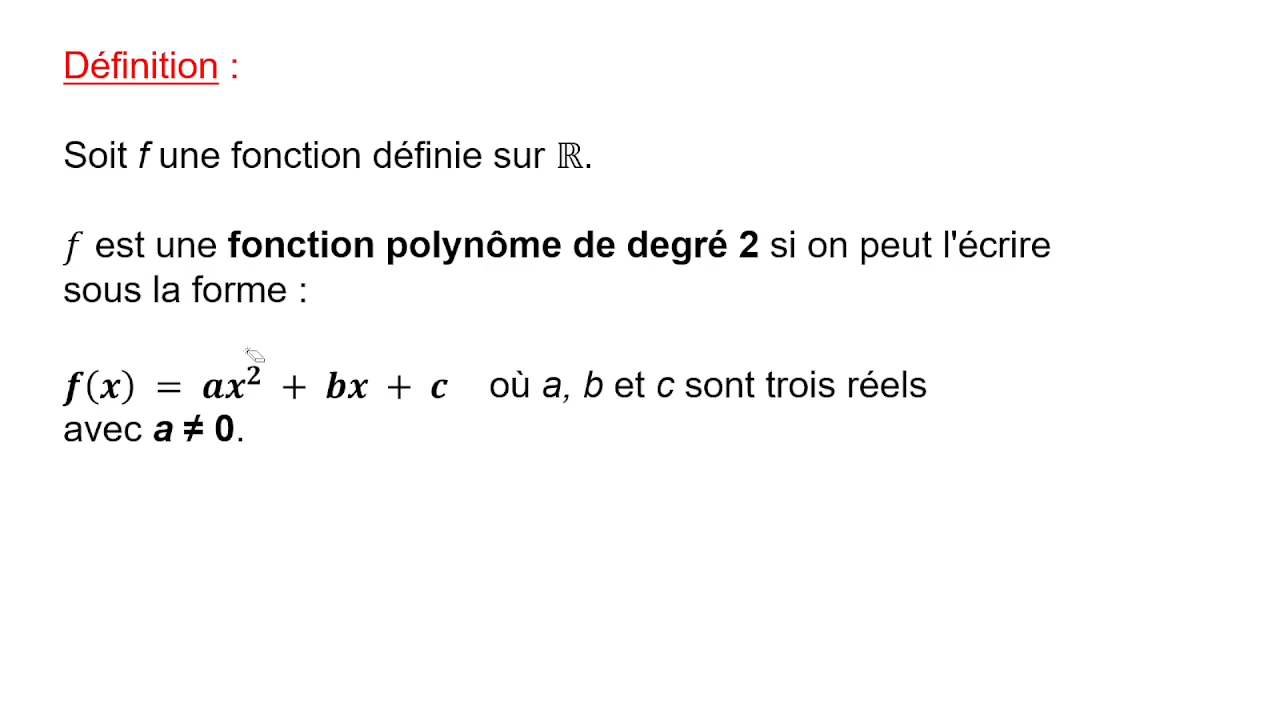 Définition :
Soit f une fonction définie sur ℝ.
f est une fonction polynôme de degré 2 si on peut l'écrire
sous la forme :
f(x) = ax² + bx + c où a, b et c sont trois réels
avec a ≠ 0.